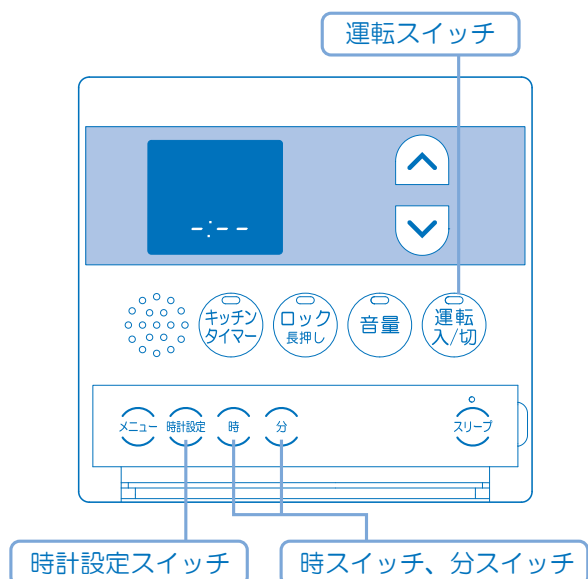 運転スイッチ
-:--
キッチン
タイマー
ロック
長押し
音量
運転
入/切
メニュー
時計設定
時
分
スリープ
時計設定スイッチ
時スイッチ、分スイッチ